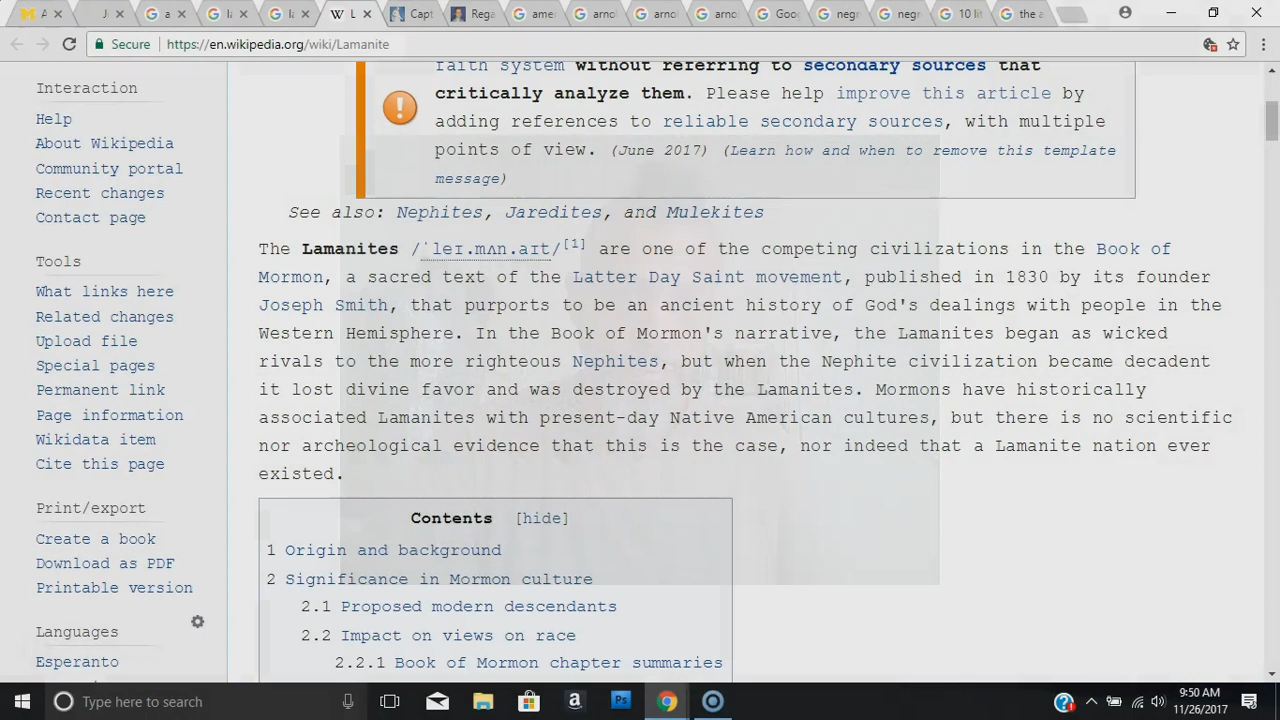 A
J
a
l
l
L
Capt
Rega
amer
arnol
arno
arno
Goo
negr
negr
10 lit
the a
Secure https://en.wikipedia.org/wiki/Lamanite
Interaction
Help
About Wikipedia
Community portal
Recent changes
Contact page
Tools
What links here
Related changes
Upload file
Special pages
Permanent link
Page information
Wikidata item
Cite this page
Print/export
Create a book
Download as PDF
Printable version
Languages
Esperanto
faith system without referring to secondary sources that
critically analyze them. Please help improve this article by
adding references to reliable secondary sources, with multiple
points of view. (June 2017) (Learn how and when to remove this template
message)
See also: Nephites, Jaredites, and Mulekites
The Lamanites /ˈleɪ.mʌn.aɪt/[1] are one of the competing civilizations in the Book of
Mormon, a sacred text of the Latter Day Saint movement, published in 1830 by its founder
Joseph Smith, that purports to be an ancient history of God's dealings with people in the
Western Hemisphere. In the Book of Mormon's narrative, the Lamanites began as wicked
rivals to the more righteous Nephites, but when the Nephite civilization became decadent
it lost divine favor and was destroyed by the Lamanites. Mormons have historically
associated Lamanites with present-day Native American cultures, but there is no scientific
nor archeological evidence that this is the case, nor indeed that a Lamanite nation ever
existed.
Contents [hide]
1 Origin and background
2 Significance in Mormon culture
2.1 Proposed modern descendants
2.2 Impact on views on race
2.2.1 Book of Mormon chapter summaries
Type here to search
9:50 AM
11/26/2017